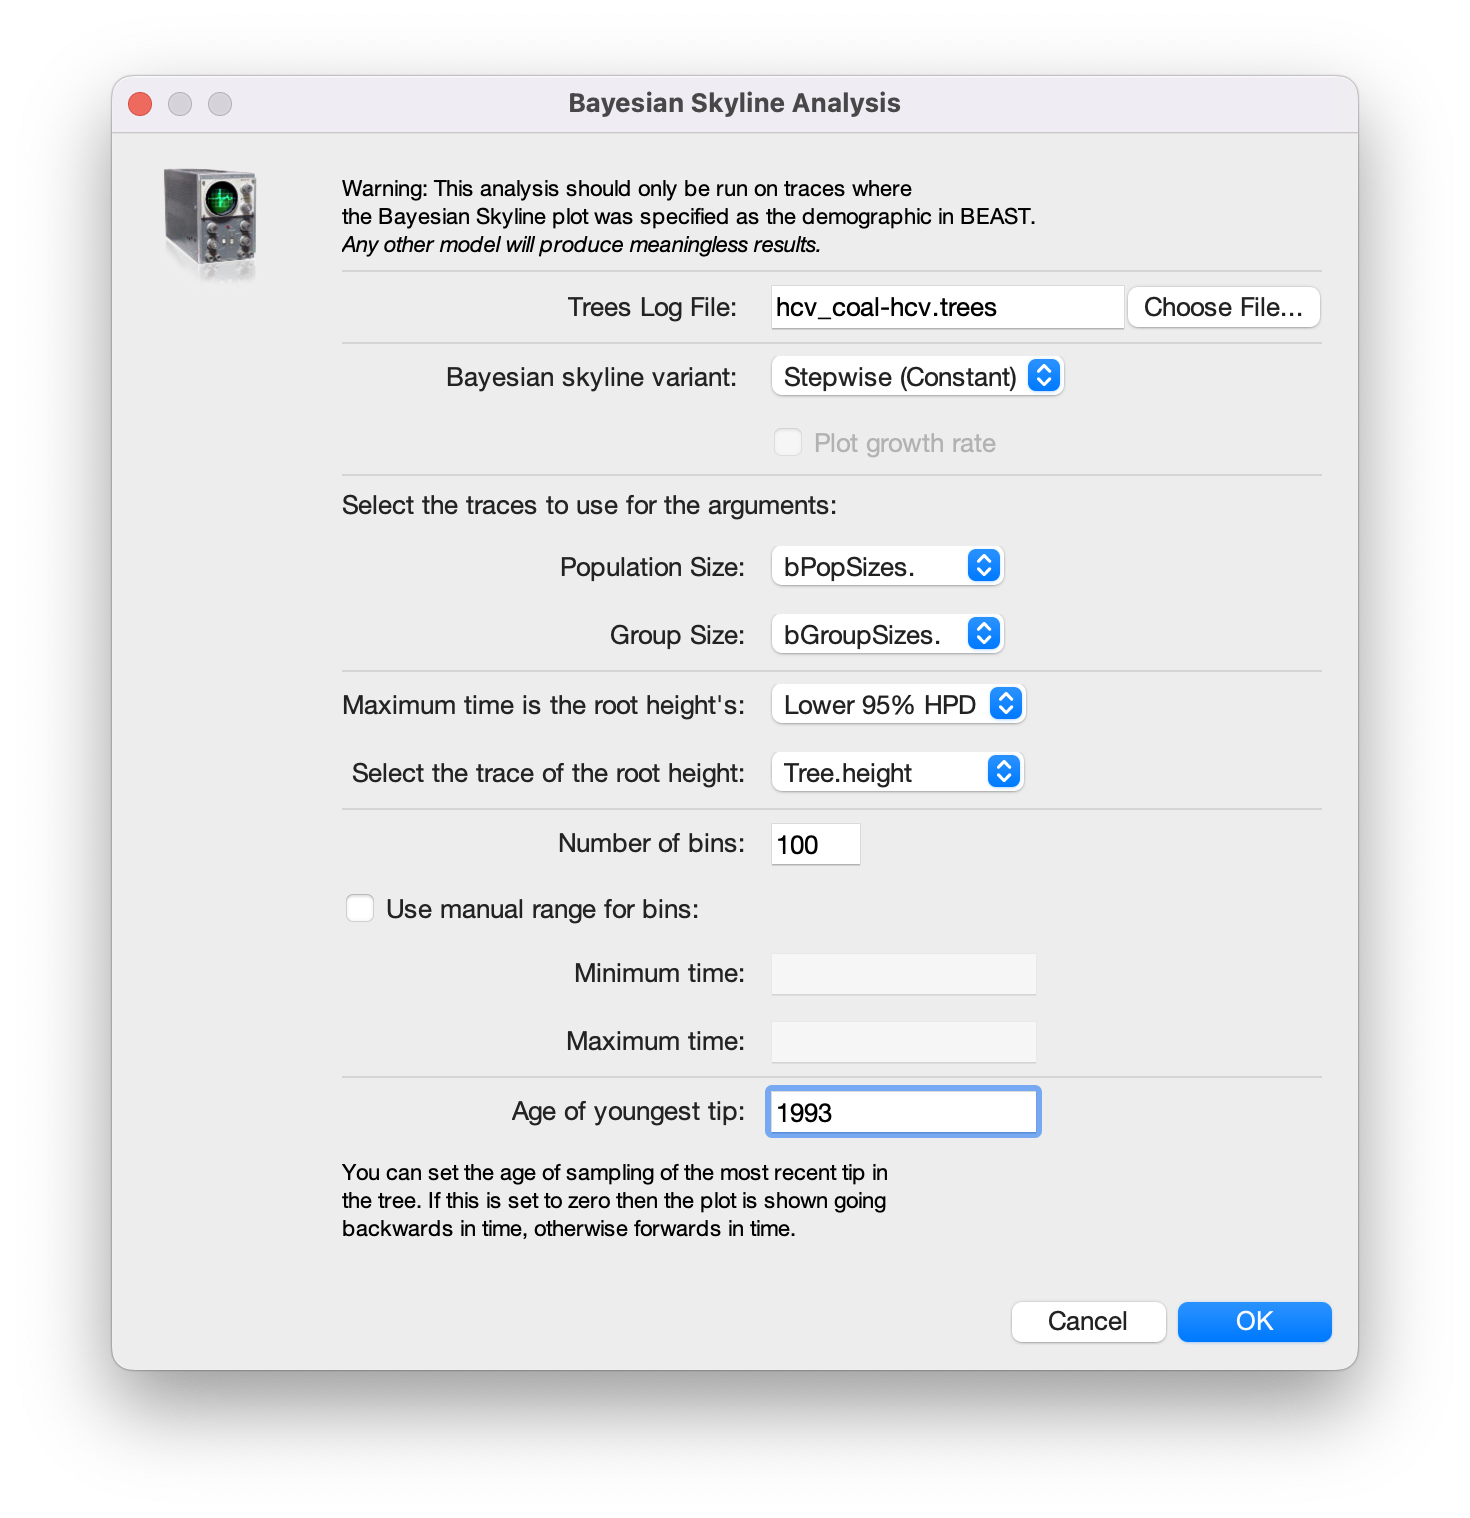 Bayesian Skyline Analysis
Warning: This analysis should only be run on traces where
the Bayesian Skyline plot was specified as the demographic in BEAST.
Any other model will produce meaningless results.
Trees Log File: hcv_coal-hcv.trees Choose File...
Bayesian skyline variant: Stepwise (Constant)
Plot growth rate
Select the traces to use for the arguments:
Population Size: bPopSizes.
Group Size: bGroupSizes.
Maximum time is the root height's: Lower 95% HPD
Select the trace of the root height: Tree.height
Number of bins: 100
Use manual range for bins:
Minimum time:
Maximum time:
Age of youngest tip: 1993
You can set the age of sampling of the most recent tip in
the tree. If this is set to zero then the plot is shown going
backwards in time, otherwise forwards in time.
Cancel OK